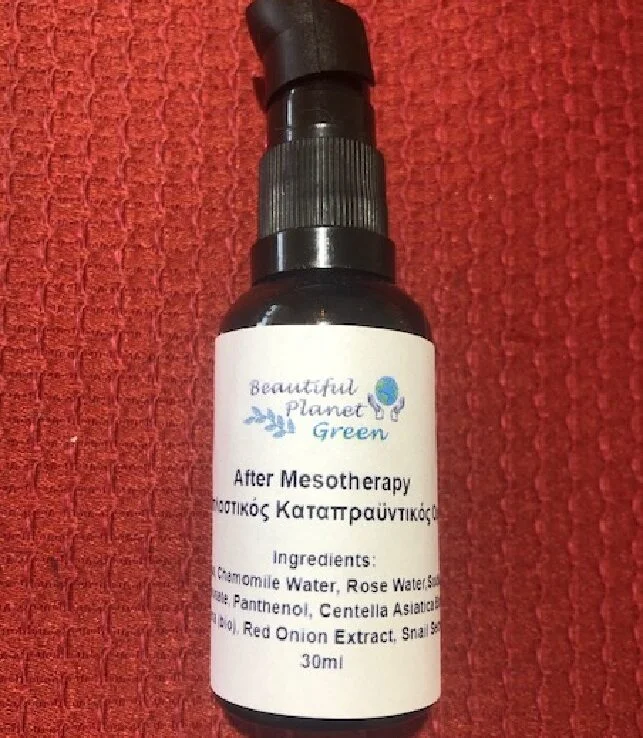 Beautiful
Planet
Green
After Mesotherapy
Καταπραϋντικός
Ingredients:
Chamomile Water, Rose Water,
Panthenol, Centella Asiatica
(bio), Red Onion Extract, Snail
30ml